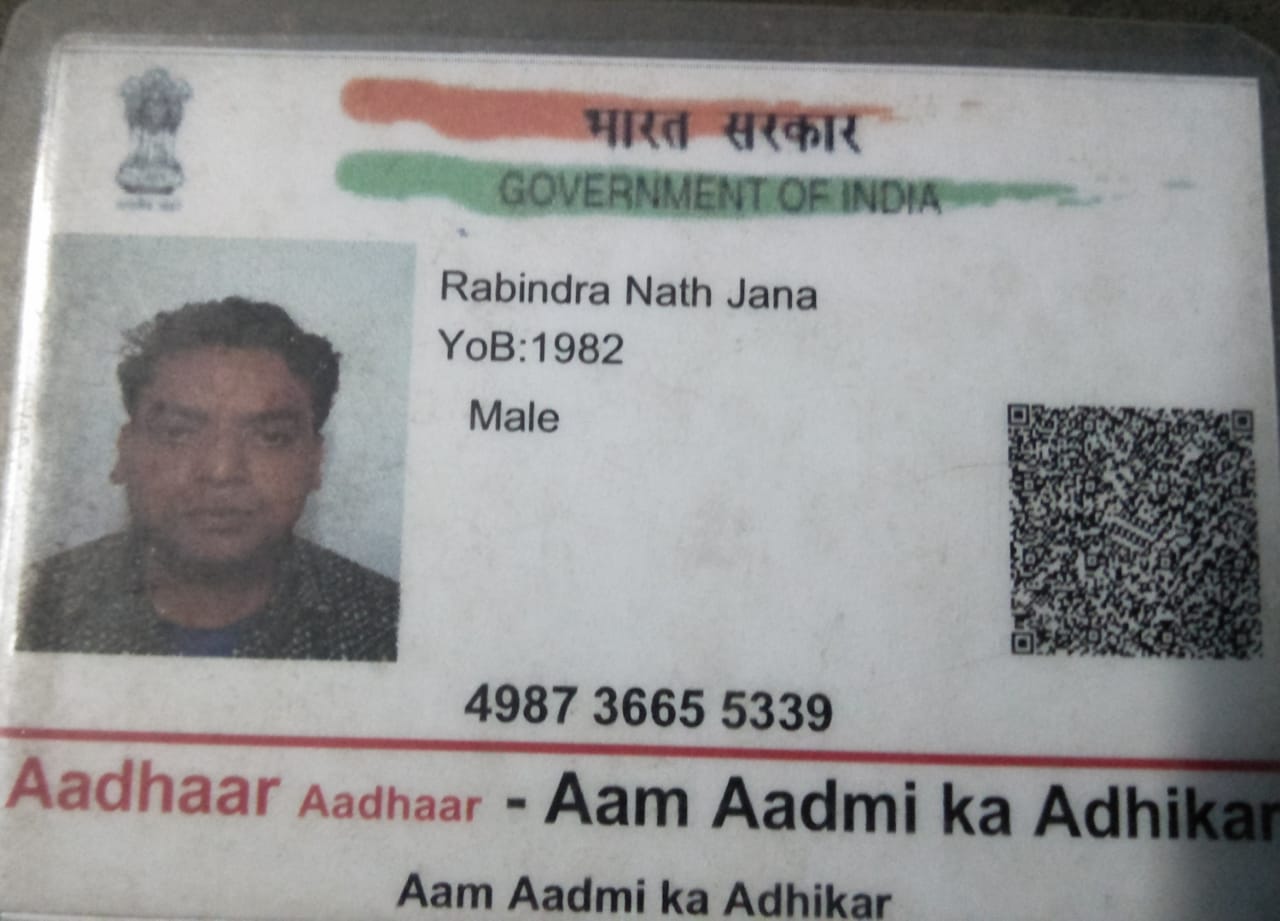 भारत सरकार
GOVERNMENT OF INDIA
Rabindra Nath Jana
YoB:1982
Male
4987 3665 5339
Aadhaar Aadhaar - Aam Aadmi ka Adhikar
Aam Aadmi ka Adhikar